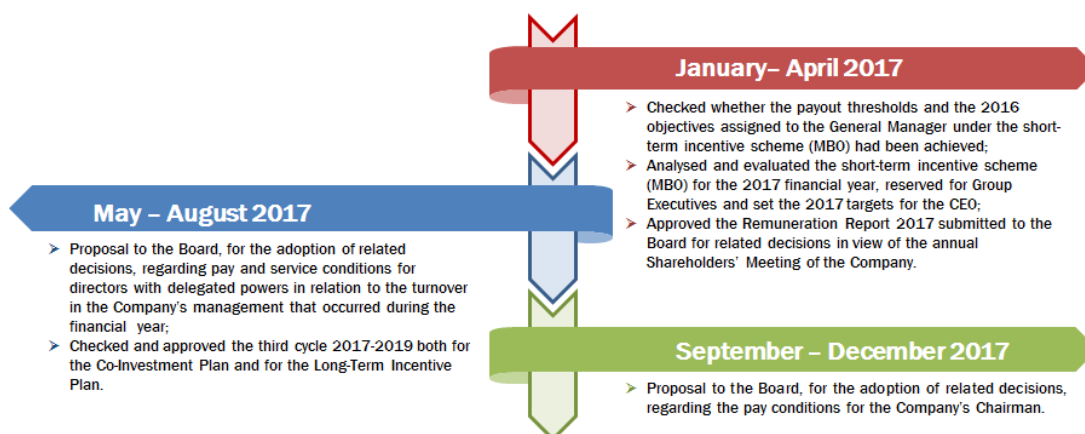 January– April 2017
➢ Checked whether the payout thresholds and the 2016
objectives assigned to the General Manager under the short-
term incentive scheme (MBO) had been achieved;
➢ Analysed and evaluated the short-term incentive scheme
(MBO) for the 2017 financial year, reserved for Group
Executives and set the 2017 targets for the CEO;
➢ Approved the Remuneration Report 2017 submitted to the
Board for related decisions in view of the annual
Shareholders' Meeting of the Company.
May – August 2017
➢ Proposal to the Board, for the adoption of related
decisions, regarding pay and service conditions for
directors with delegated powers in relation to the turnover
in the Company's management that occurred during the
financial year;
➢ Checked and approved the third cycle 2017-2019 both for
the Co-Investment Plan and for the Long-Term Incentive
Plan.
September – December 2017
➢ Proposal to the Board, for the adoption of related decisions,
regarding the pay conditions for the Company's Chairman.